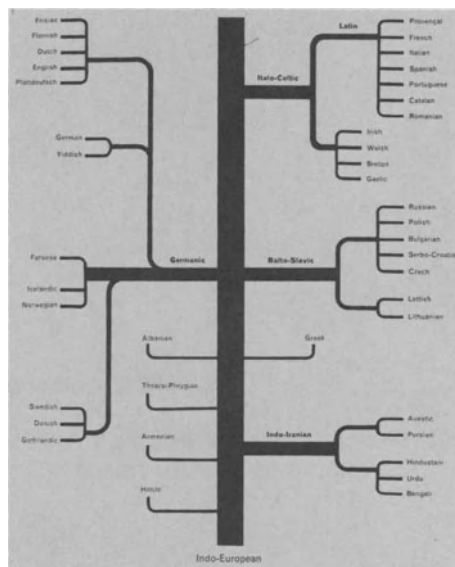 Frisian
Flemish
Dutch
English
Plattdeutsch
German
Yiddish
Germanic
Faroese
Icelandic
Norwegian
Swedish
Danish
Albanian
Thraco-Phrygian
Armenian
Hittite
Italo-Celtic
Latin
Provençal
French
Italian
Spanish
Portuguese
Catalan
Romanian
Irish
Welsh
Breton
Gaelic
Balto-Slavic
Russian
Polish
Bulgarian
Serbo-Croatian
Czech
Lettish
Lithuanian
Greek
Indo-Iranian
Avestic
Persian
Hindustani
Urdu
Bengali
Indo-European